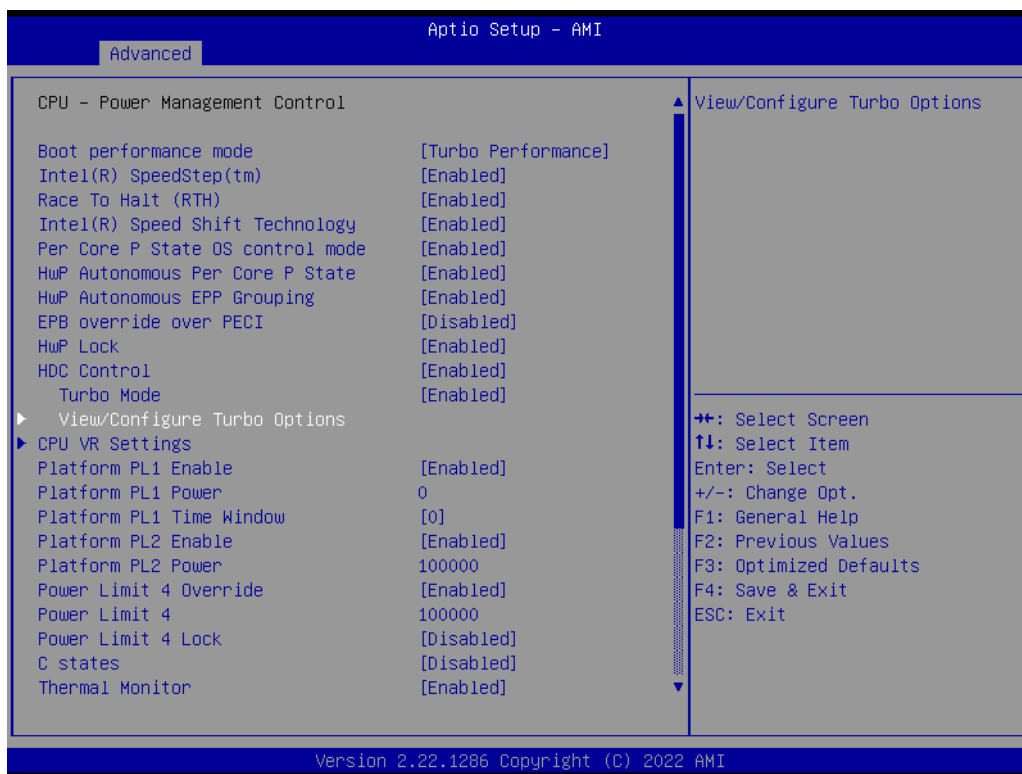 Aptio Setup – AMI
Advanced
CPU – Power Management Control
Boot performance mode [Turbo Performance]
Intel(R) SpeedStep(tm) [Enabled]
Race To Halt (RTH) [Enabled]
Intel(R) Speed Shift Technology [Enabled]
Per Core P State OS control mode [Enabled]
HwP Autonomous Per Core P State [Enabled]
HwP Autonomous EPP Grouping [Enabled]
EPB override over PECI [Disabled]
HwP Lock [Enabled]
HDC Control [Enabled]
Turbo Mode [Enabled]
View/Configure Turbo Options
CPU VR Settings
Platform PL1 Enable [Enabled]
Platform PL1 Power 0
Platform PL1 Time Window [0]
Platform PL2 Enable [Enabled]
Platform PL2 Power 100000
Power Limit 4 Override [Enabled]
Power Limit 4 100000
Power Limit 4 Lock [Disabled]
C states [Disabled]
Thermal Monitor [Enabled]
View/Configure Turbo Options
→←: Select Screen
↑↓: Select Item
Enter: Select
+/-: Change Opt.
F1: General Help
F2: Previous Values
F3: Optimized Defaults
F4: Save & Exit
ESC: Exit
Version 2.22.1286 Copyright (C) 2022 AMI